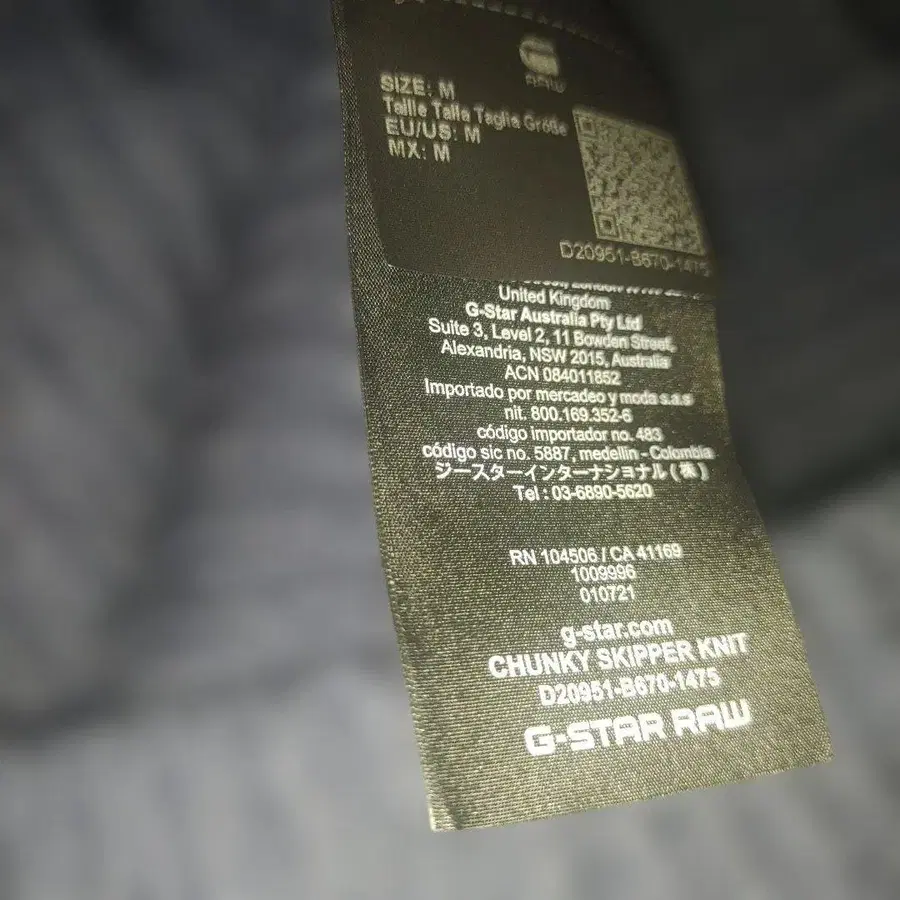 RAW
SIZE: M
Taille Talla Taglia Größe
EU/US: M
MX: M
D20951-B670-1475
United Kingdom
G-Star Australia Pty Ltd
Suite 3, Level 2, 11 Bowden Street,
Alexandria, NSW 2015, Australia
ACN 084011852
Importado por mercadeo y moda s.a.s
nit. 800.169.352-6
código importador no. 483
código sic no. 5887, medellin - Colombia
ジースターインターナショナル(株)
Tel : 03-6890-5620
RN 104506 / CA 41169
1009996
010721
g-star.com
CHUNKY SKIPPER KNIT
D20951-B670-1475
G-STAR RAW